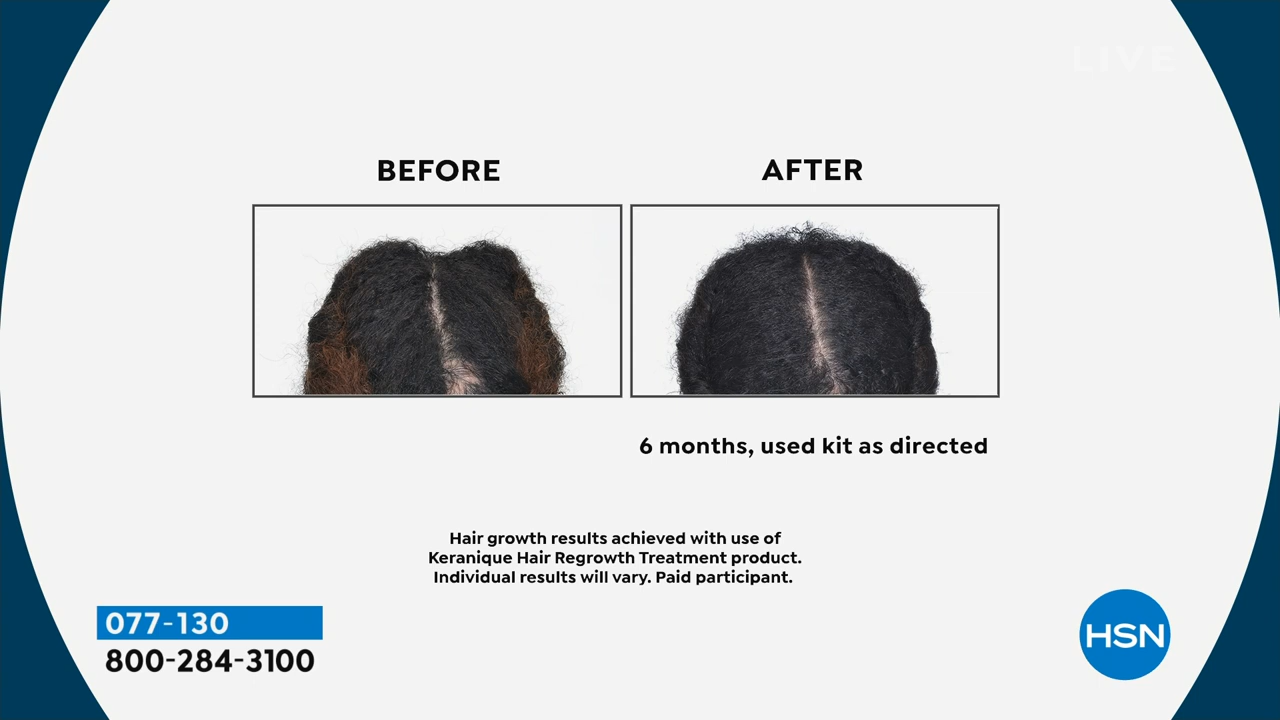 LIVE
BEFORE
AFTER
6 months, used kit as directed
Hair growth results achieved with use of
Keranique Hair Regrowth Treatment product.
Individual results will vary. Paid participant.
077-130
800-284-3100
HSN